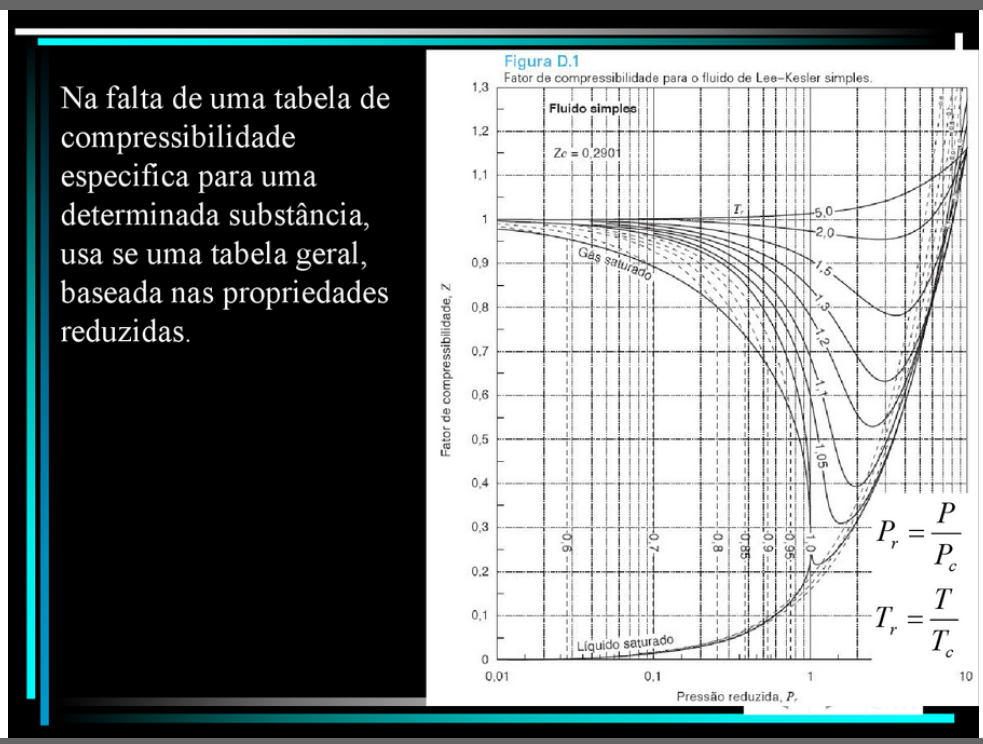 Na falta de uma tabela de
compressibilidade
especifica para uma
determinada substância,
usa se uma tabela geral,
baseada nas propriedades
reduzidas.
Figura D.1
Fator de compressibilidade para o fluido de Lee–Kesler simples.
Fluido simples
Zc = 0,2901
Fator de compressibilidade, Z
1,3
1,2
1,1
1
0,9
0,8
0,7
0,6
0,5
0,4
0,3
0,2
0,1
0
Tr
5,0
2,0
1,5
1,3
1,2
1,1
1,05
Gás saturado
0,6
0,7
0,8
0,85
0,9
0,95
1,0
Líquido saturado
0,01
0,1
1
10
Pressão reduzida, Pr
Pr = P / Pc
Tr = T / Tc